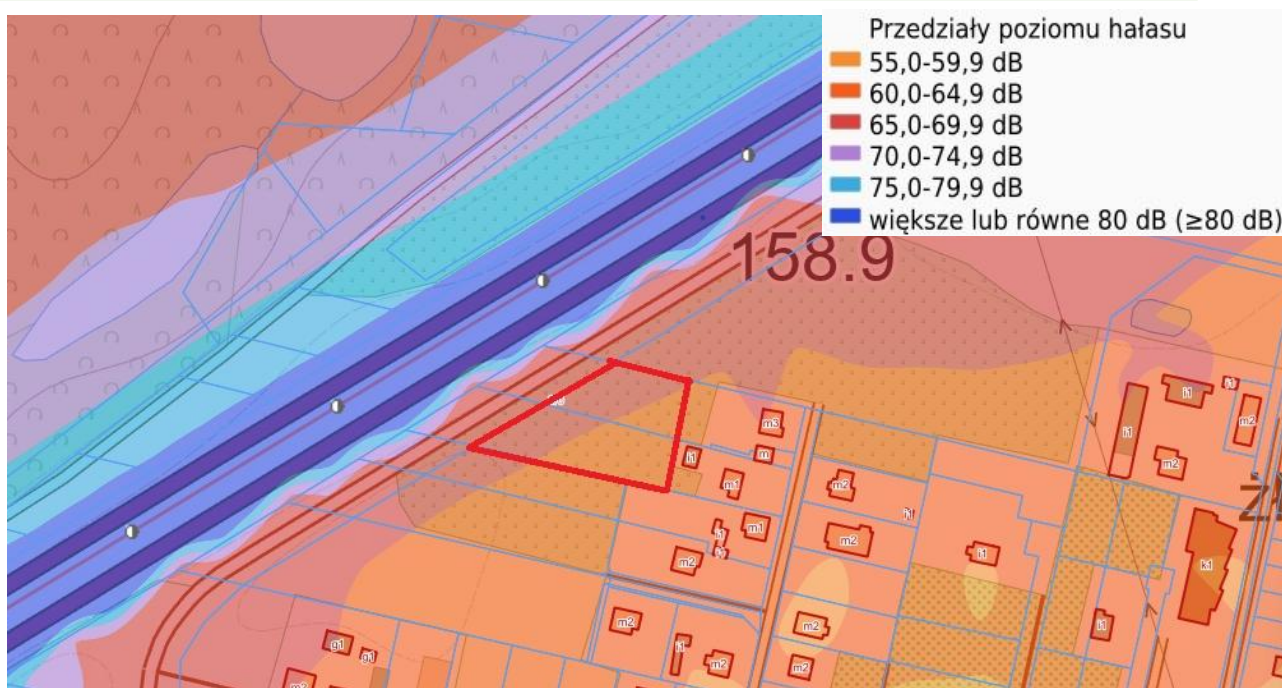 Przedziały poziomu hałasu
55,0-59,9 dB
60,0-64,9 dB
65,0-69,9 dB
70,0-74,9 dB
75,0-79,9 dB
większe lub równe 80 dB (≥80 dB)
158.9
i1
i1
i1
m2
m2
m3
i1
m
m1
m2
i1
m1
i1
m2
m2
i1
k1
m2
m2
i1
i1
m2
m2
g1
g1
m2
Ż